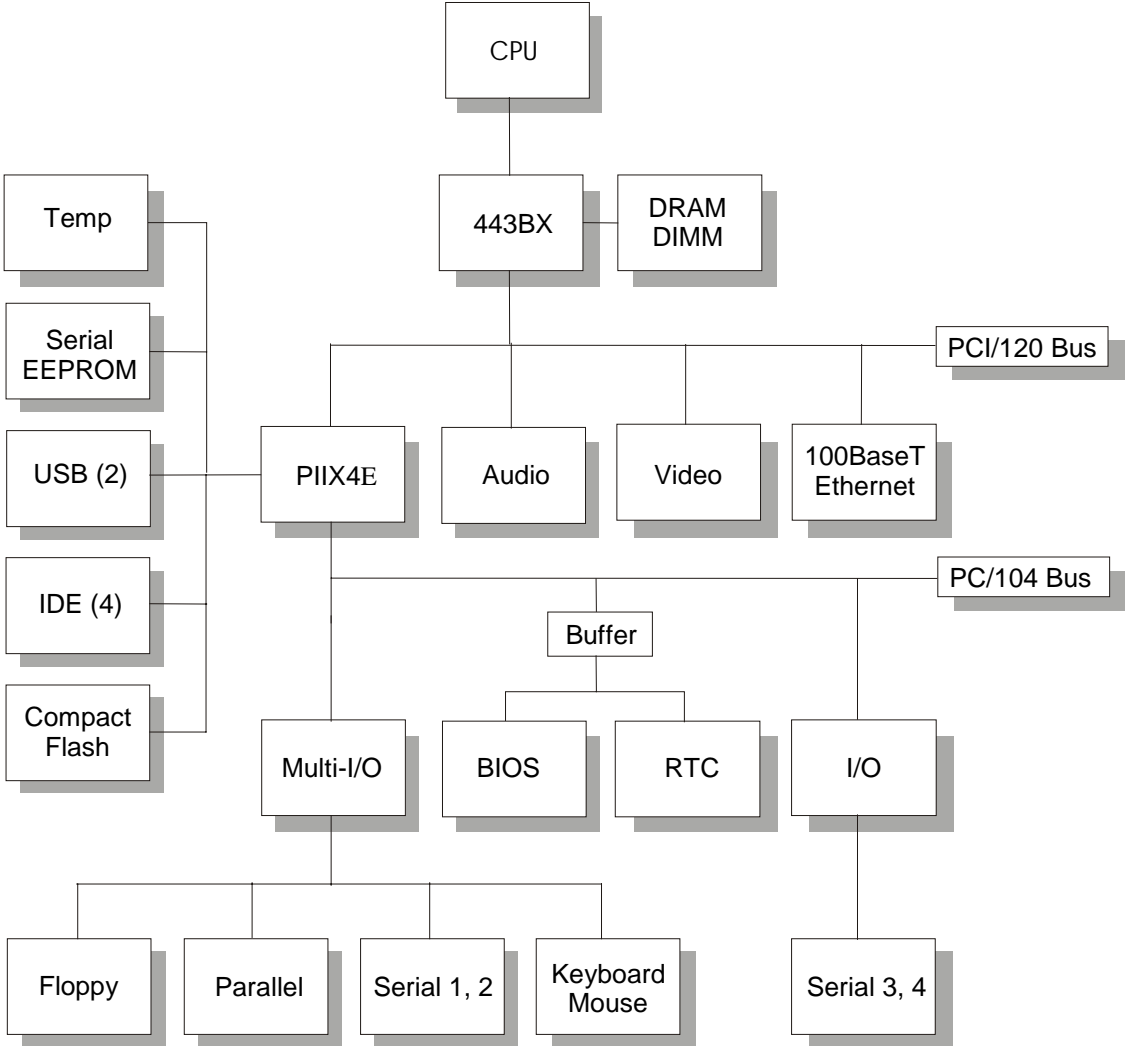 CPU
Temp
443BX
DRAM
DIMM
Serial
EEPROM
PCI/120 Bus
USB (2)
PIIX4E
Audio
Video
100BaseT
Ethernet
IDE (4)
PC/104 Bus
Buffer
Compact
Flash
Multi-I/O
BIOS
RTC
I/O
Floppy
Parallel
Serial 1, 2
Keyboard
Mouse
Serial 3, 4